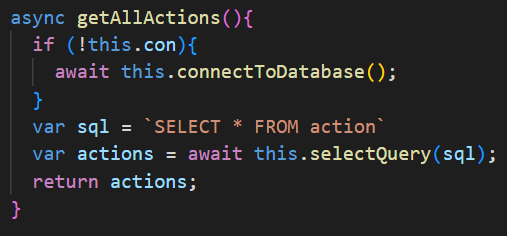 async getAllActions(){
if (!this.con){
await this.connectToDatabase();
}
var sql = `SELECT * FROM action`
var actions = await this.selectQuery(sql);
return actions;
}